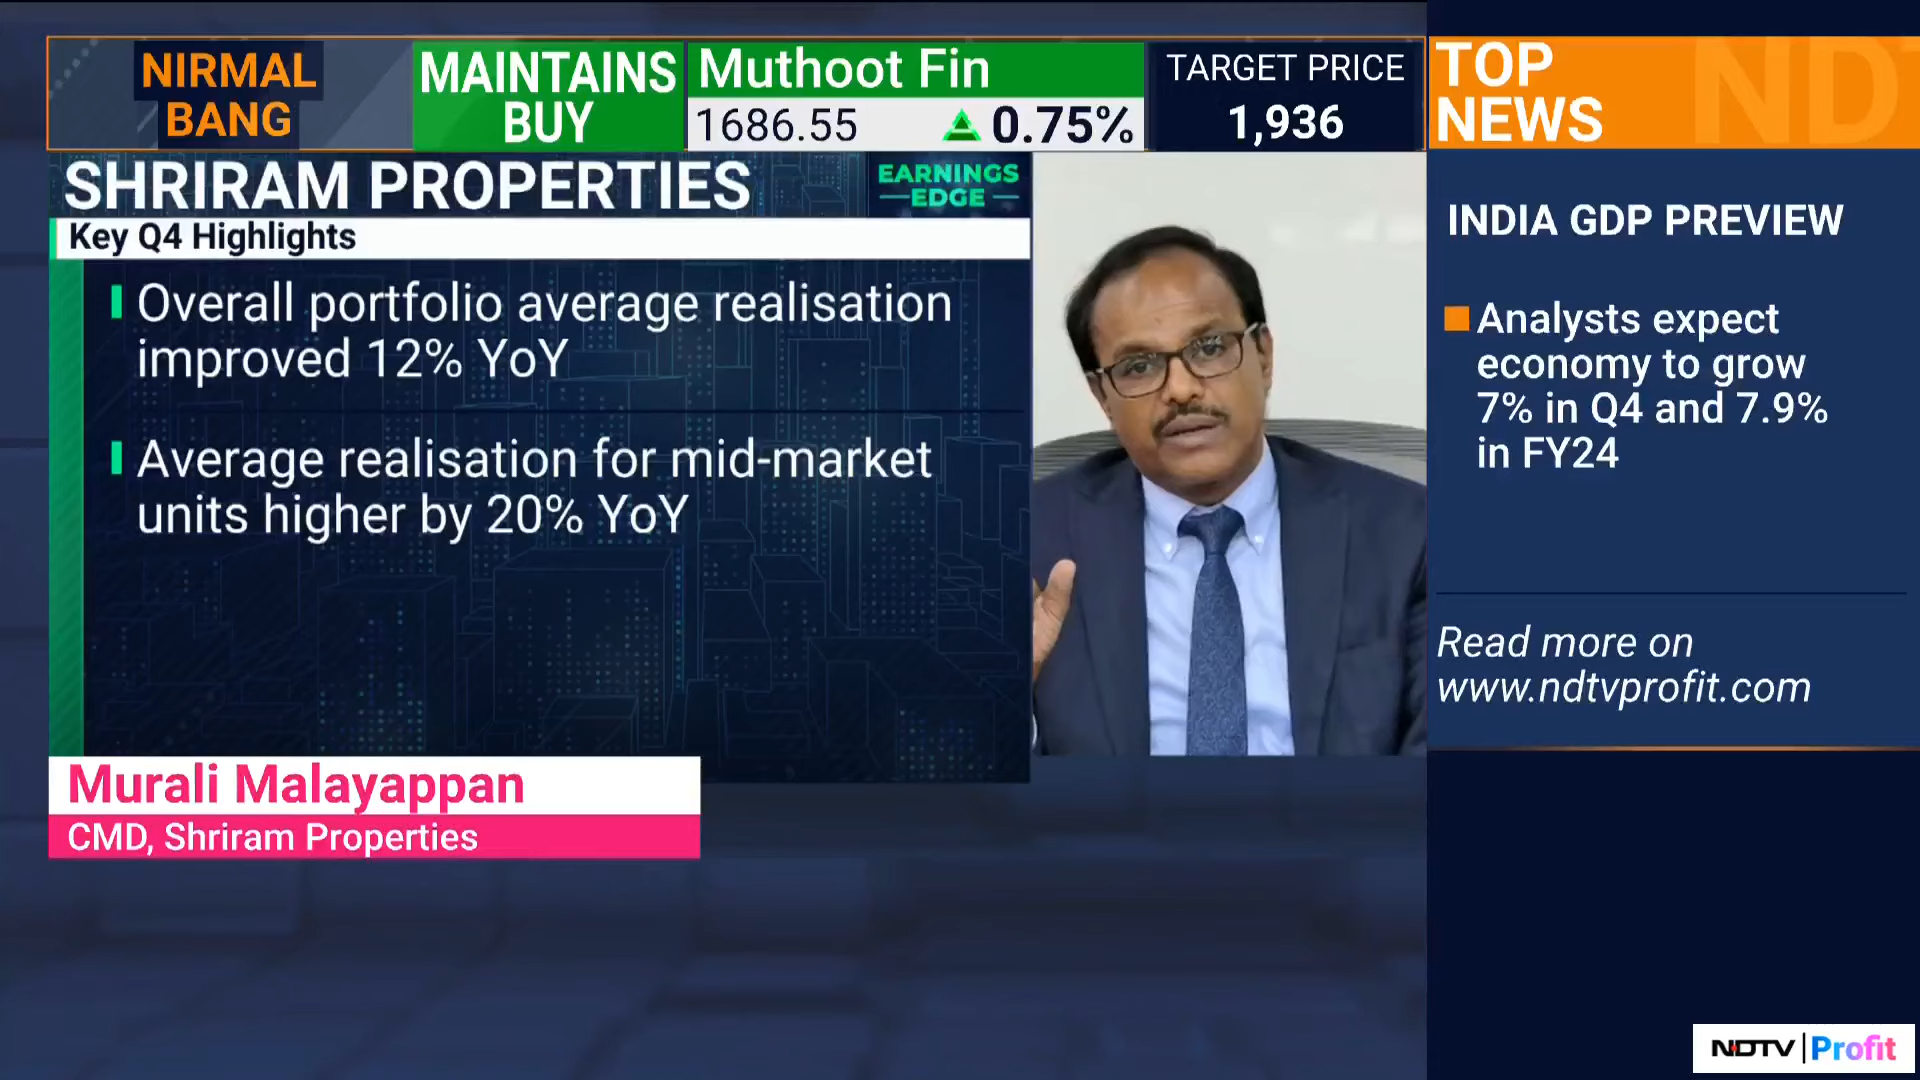 NIRMAL
BANG
MAINTAINS
BUY
Muthoot Fin
1686.55 0.75%
TARGET PRICE
1,936
TOP
NEWS
ND
SHRIRAM PROPERTIES
EARNINGS
EDGE
Key Q4 Highlights
Overall portfolio average realisation
improved 12% YoY
Average realisation for mid-market
units higher by 20% YoY
Murali Malayappan
CMD, Shriram Properties
INDIA GDP PREVIEW
Analysts expect
economy to grow
7% in Q4 and 7.9%
in FY24
Read more on
www.ndtvprofit.com
NDTV Profit